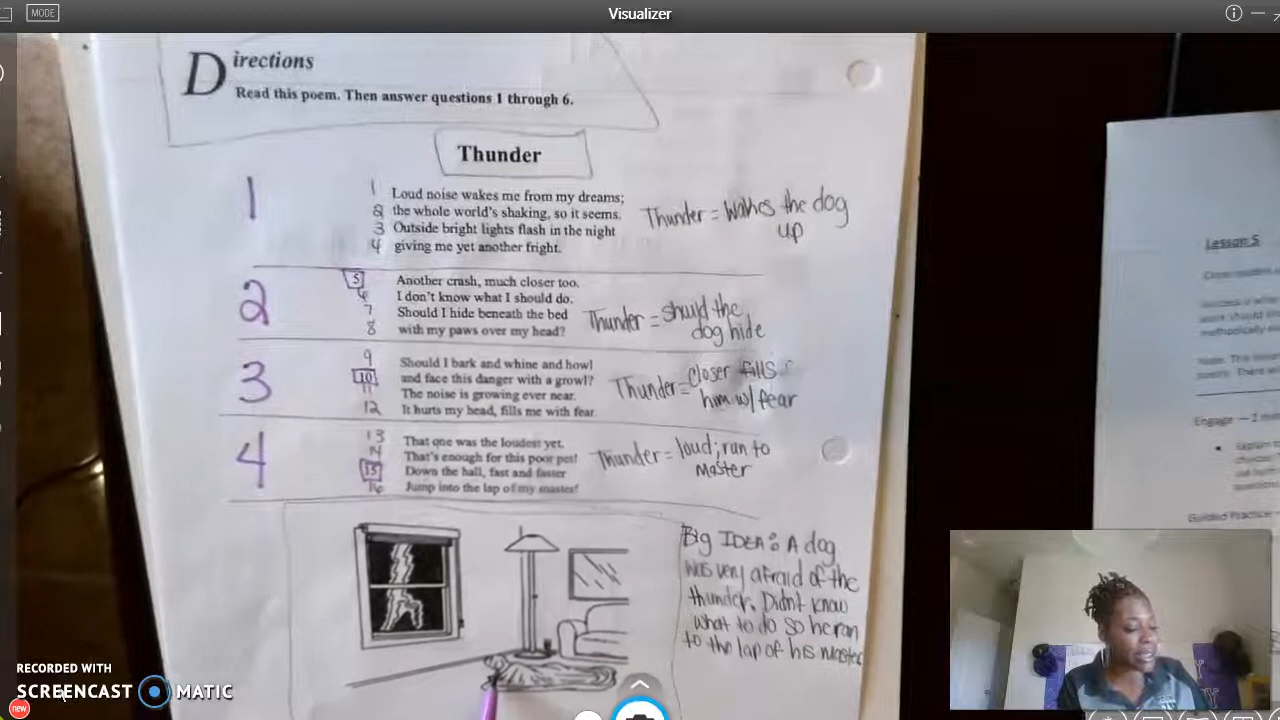 MODE
Visualizer
Directions
Read this poem. Then answer questions 1 through 6.
Thunder
1
1 Loud noise wakes me from my dreams;
2 the whole world's shaking, so it seems.
3 Outside bright lights flash in the night
4 giving me yet another fright.
Thunder = wakes the dog
up
2
5 Another crash, much closer too.
6 I don't know what I should do.
7 Should I hide beneath the bed
8 with my paws over my head?
Thunder = should the
dog hide
3
9 Should I bark and whine and howl
10 and face this danger with a growl?
11 The noise is growing ever near.
12 It hurts my head, fills me with fear.
Thunder = closer fills
him w/ fear
4
13 That one was the loudest yet.
14 That's enough for this poor pet!
15 Down the hall, fast and faster
16 Jump into the lap of my master!
Thunder = loud; run to
master
Big IDEA: A dog
was very afraid of the
thunder. Didnt know
what to do so he ran
to the lap of his master
Lesson 5
Engage
Guided Practice
RECORDED WITH
SCREENCAST MATIC
new